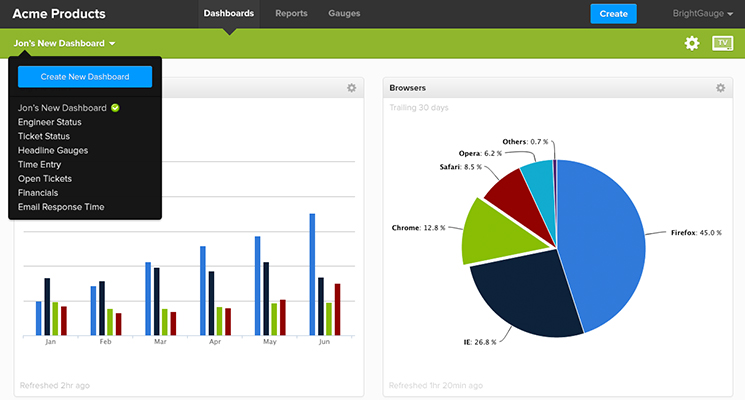 Acme Products
Dashboards
Reports
Gauges
Create
BrightGauge
Jon's New Dashboard
TV
Create New Dashboard
Jon's New Dashboard
Engineer Status
Ticket Status
Headline Gauges
Time Entry
Open Tickets
Financials
Email Response Time
Jan Feb Mar Apr May Jun
Refreshed 2hr ago
Browsers
Trailing 30 days
Others: 0.7 %
Opera: 6.2 %
Safari: 8.5 %
Chrome: 12.8 %
Firefox: 45.0 %
IE: 26.8 %
Refreshed 1hr 20min ago